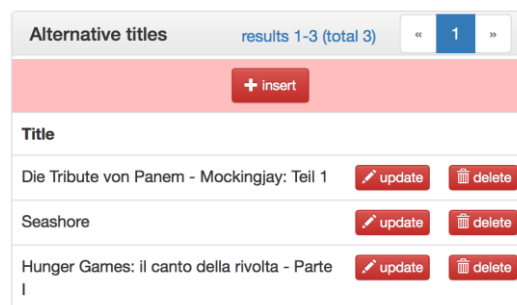 Alternative titles results 1-3 (total 3) « 1 »
+ insert
Title
Die Tribute von Panem - Mockingjay: Teil 1 update delete
Seashore update delete
Hunger Games: il canto della rivolta - Parte update delete
I